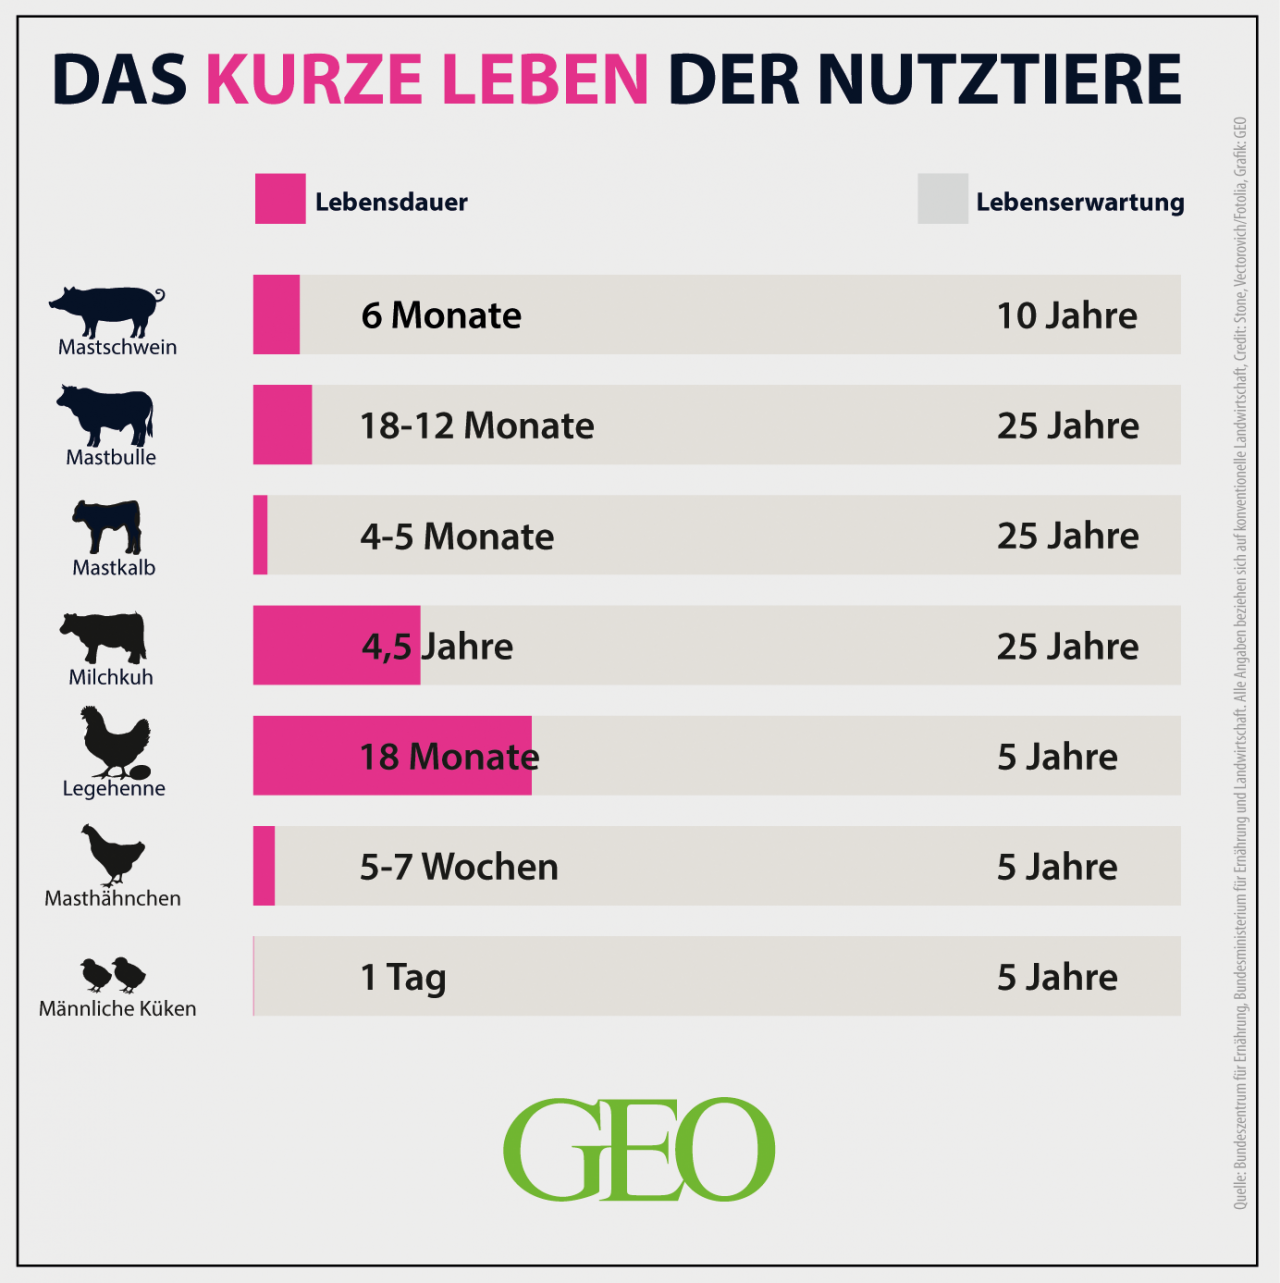 DAS KURZE LEBEN DER NUTZTIERE
Lebensdauer
Lebenserwartung
Mastschwein
6 Monate
10 Jahre
Mastbulle
18-12 Monate
25 Jahre
Mastkalb
4-5 Monate
25 Jahre
Milchkuh
4,5 Jahre
25 Jahre
Legehenne
18 Monate
5 Jahre
Masthähnchen
5-7 Wochen
5 Jahre
Männliche Küken
1 Tag
5 Jahre
GEO
Quelle: Bundeszentrum für Ernährung, Bundesministerium für Ernährung und Landwirtschaft. Alle Angaben beziehen sich auf konventionelle Landwirtschaft, Credit: Stone, Vectorovich/Fotolia, Grafik: GEO